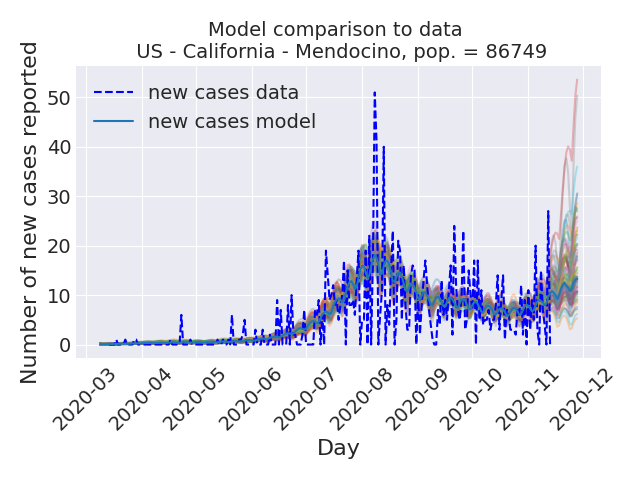 Model comparison to data
US - California - Mendocino, pop. = 86749
Number of new cases reported
50
40
30
20
10
0
new cases data
new cases model
2020-03
2020-04
2020-05
2020-06
2020-07
2020-08
2020-09
2020-10
2020-11
2020-12
Day